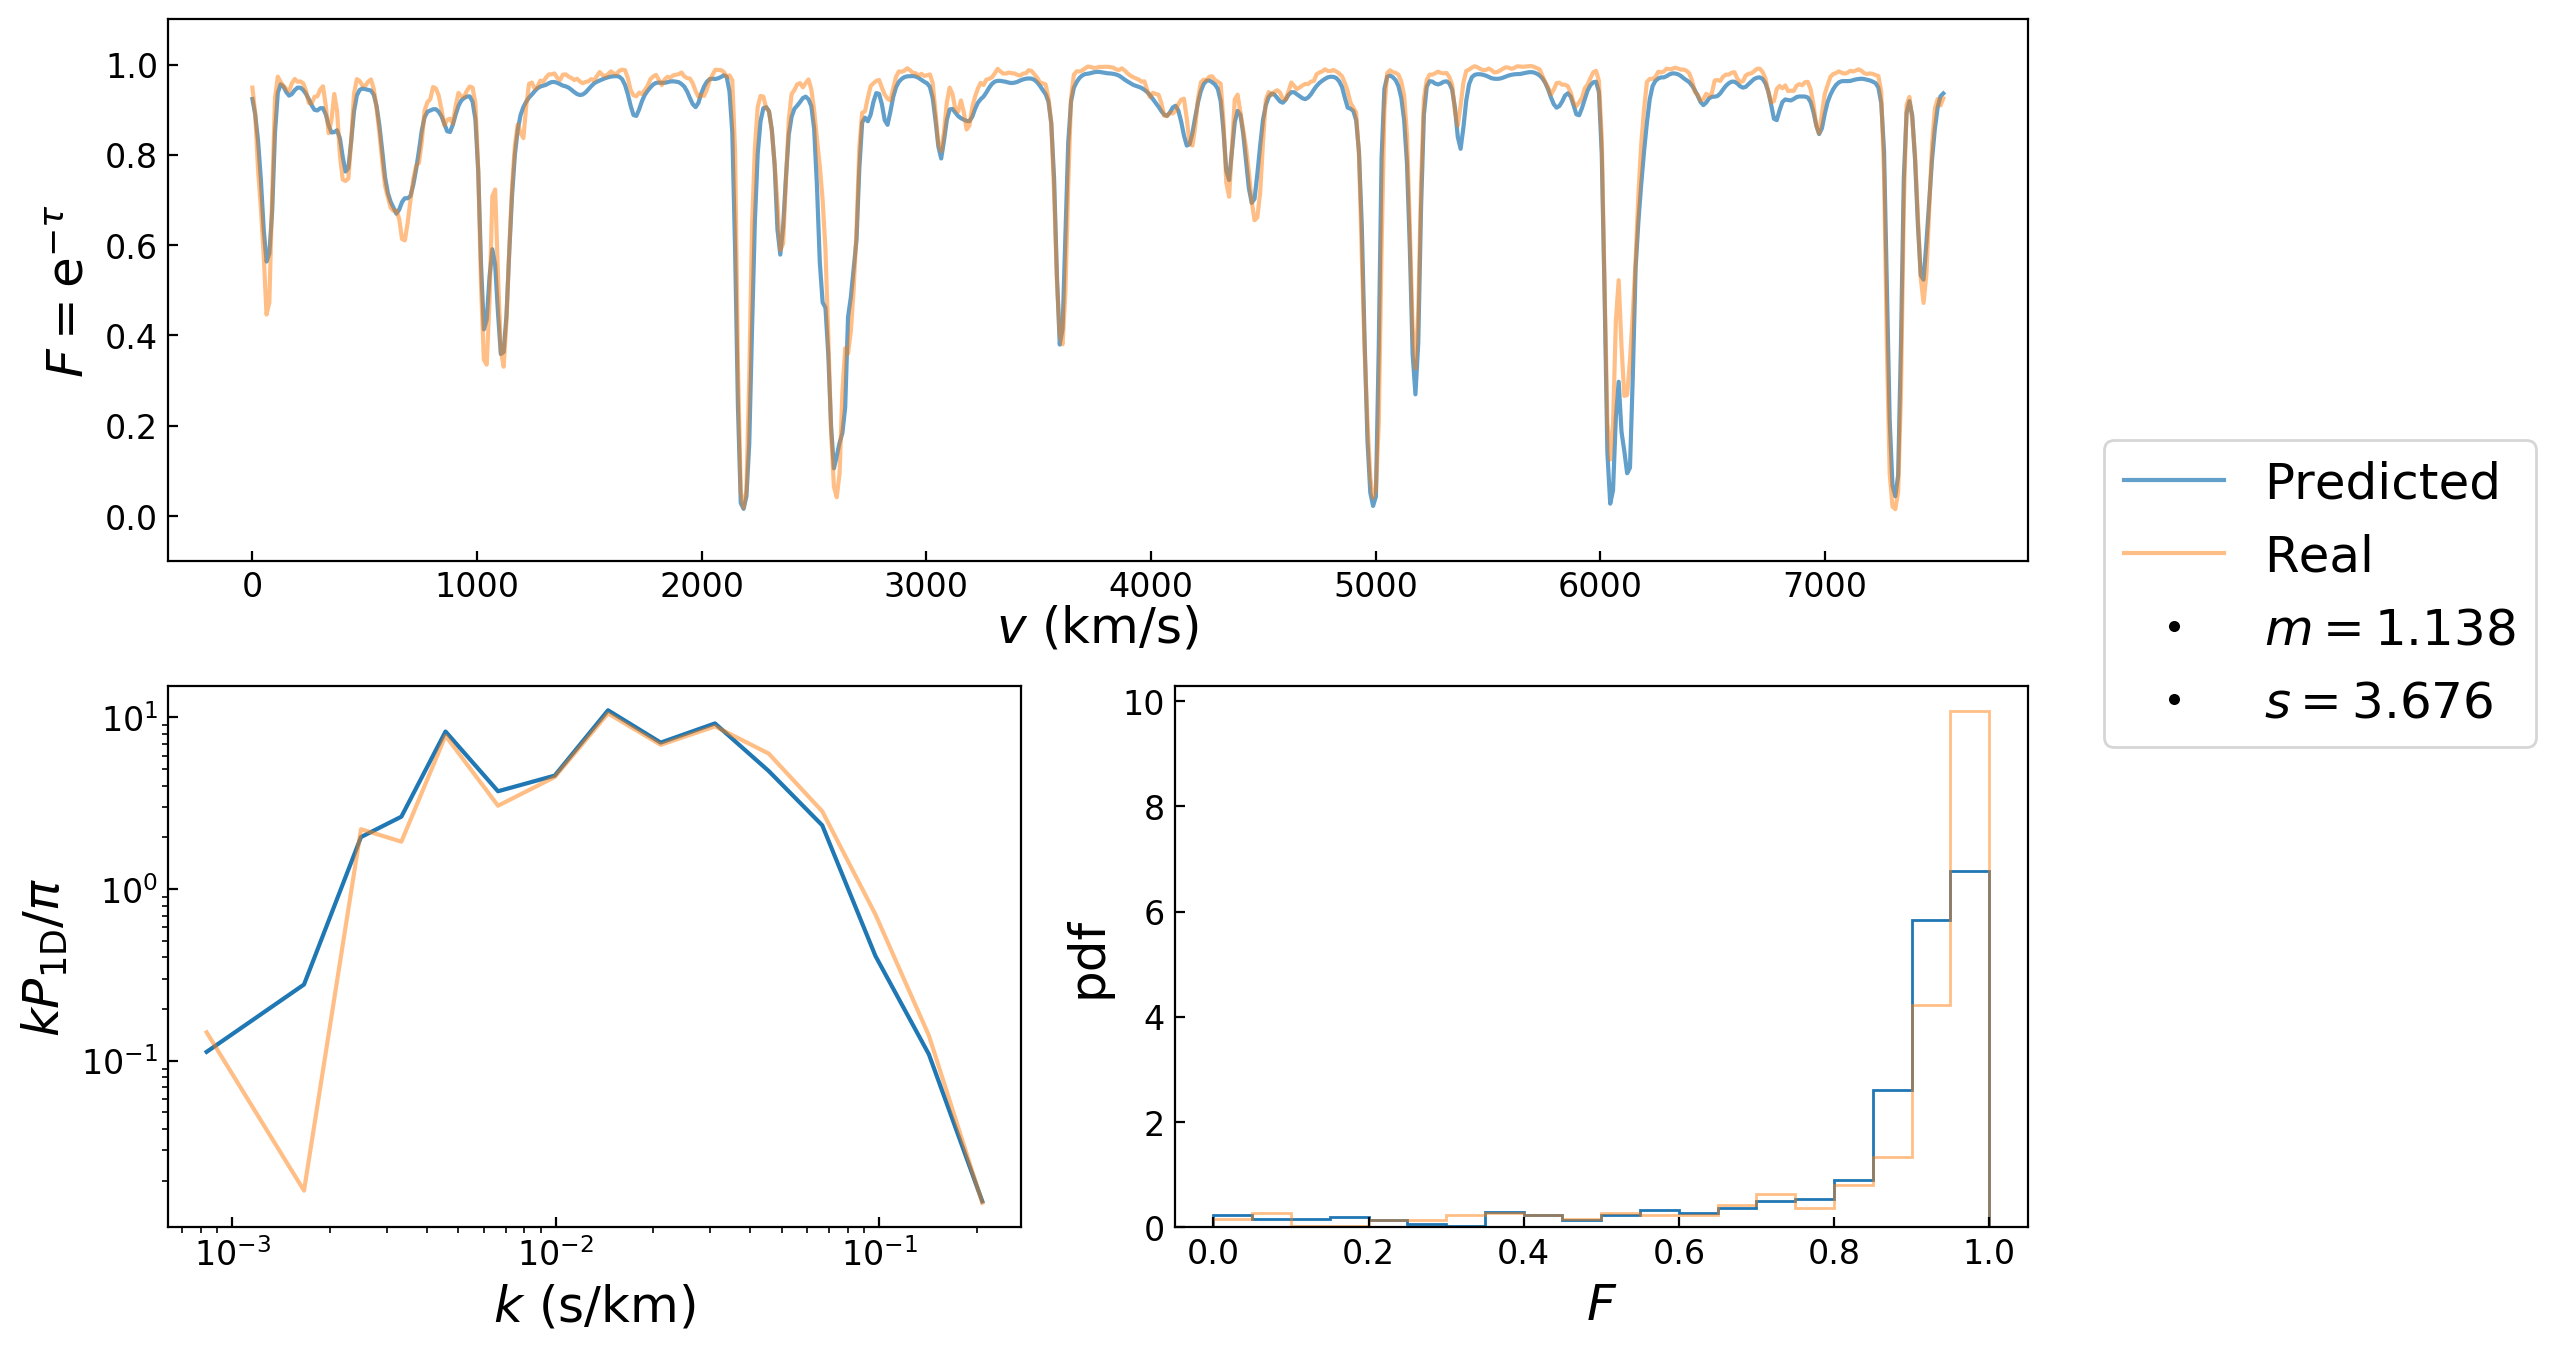 F = e^{−τ}
1.0
0.8
0.6
0.4
0.2
0.0
0 1000 2000 3000 4000 5000 6000 7000
v (km/s)
Predicted
Real
m = 1.138
s = 3.676
kP_{1D}/π
10^1
10^0
10^{−1}
10^{−3} 10^{−2} 10^{−1}
k (s/km)
pdf
10
8
6
4
2
0
0.0 0.2 0.4 0.6 0.8 1.0
F